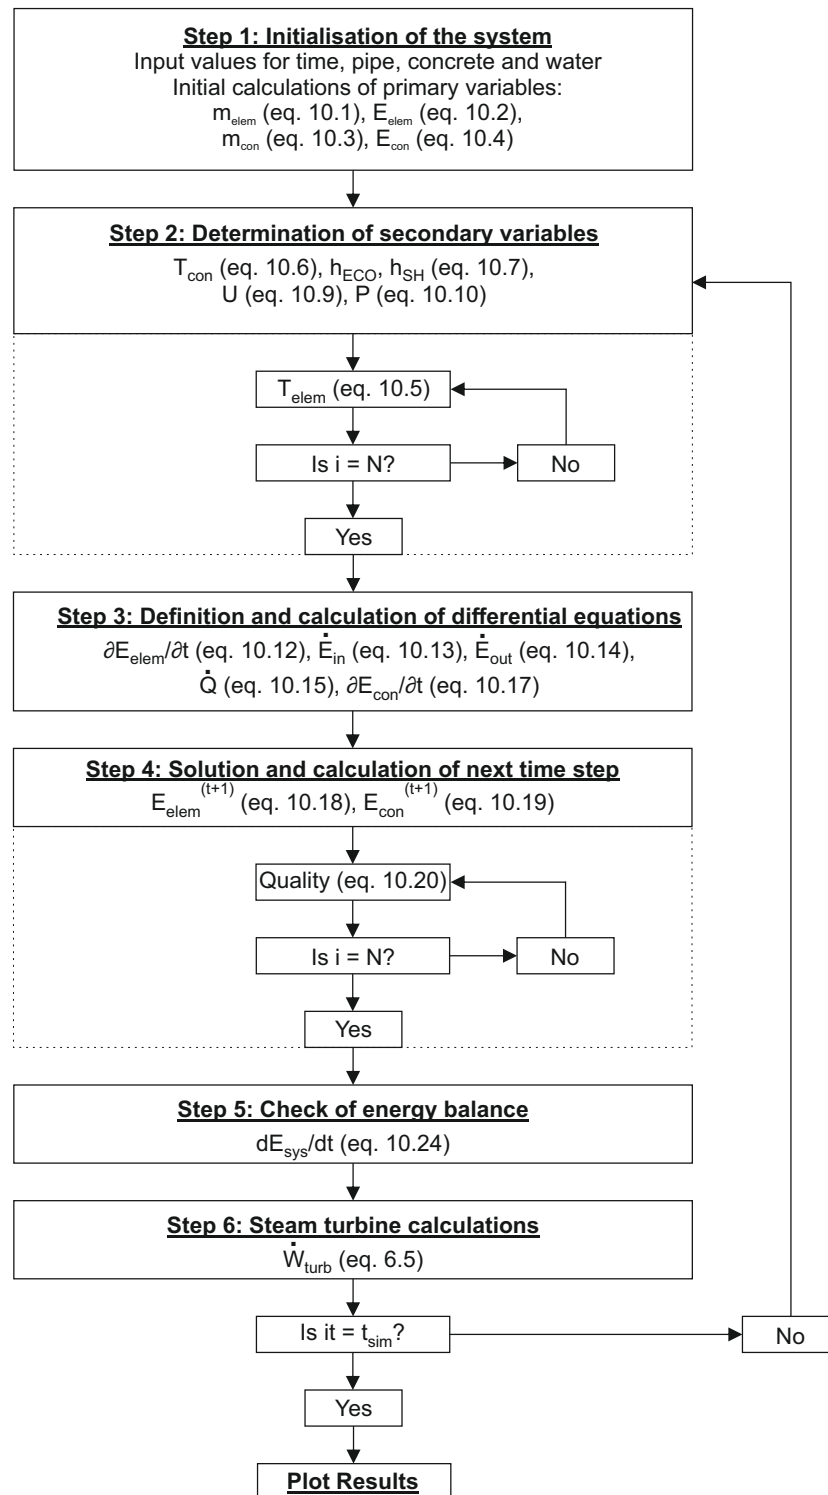 Step 1: Initialisation of the system
Input values for time, pipe, concrete and water
Initial calculations of primary variables:
m_elem (eq. 10.1), E_elem (eq. 10.2),
m_con (eq. 10.3), E_con (eq. 10.4)
Step 2: Determination of secondary variables
T_con (eq. 10.6), h_ECO, h_SH (eq. 10.7),
U (eq. 10.9), P (eq. 10.10)
T_elem (eq. 10.5)
Is i = N?
No
Yes
Step 3: Definition and calculation of differential equations
∂E_elem/∂t (eq. 10.12), Ė_in (eq. 10.13), Ė_out (eq. 10.14),
Q̇ (eq. 10.15), ∂E_con/∂t (eq. 10.17)
Step 4: Solution and calculation of next time step
E_elem^(t+1) (eq. 10.18), E_con^(t+1) (eq. 10.19)
Quality (eq. 10.20)
Is i = N?
No
Yes
Step 5: Check of energy balance
dE_sys/dt (eq. 10.24)
Step 6: Steam turbine calculations
Ẇ_turb (eq. 6.5)
Is it = t_sim?
No
Yes
Plot Results